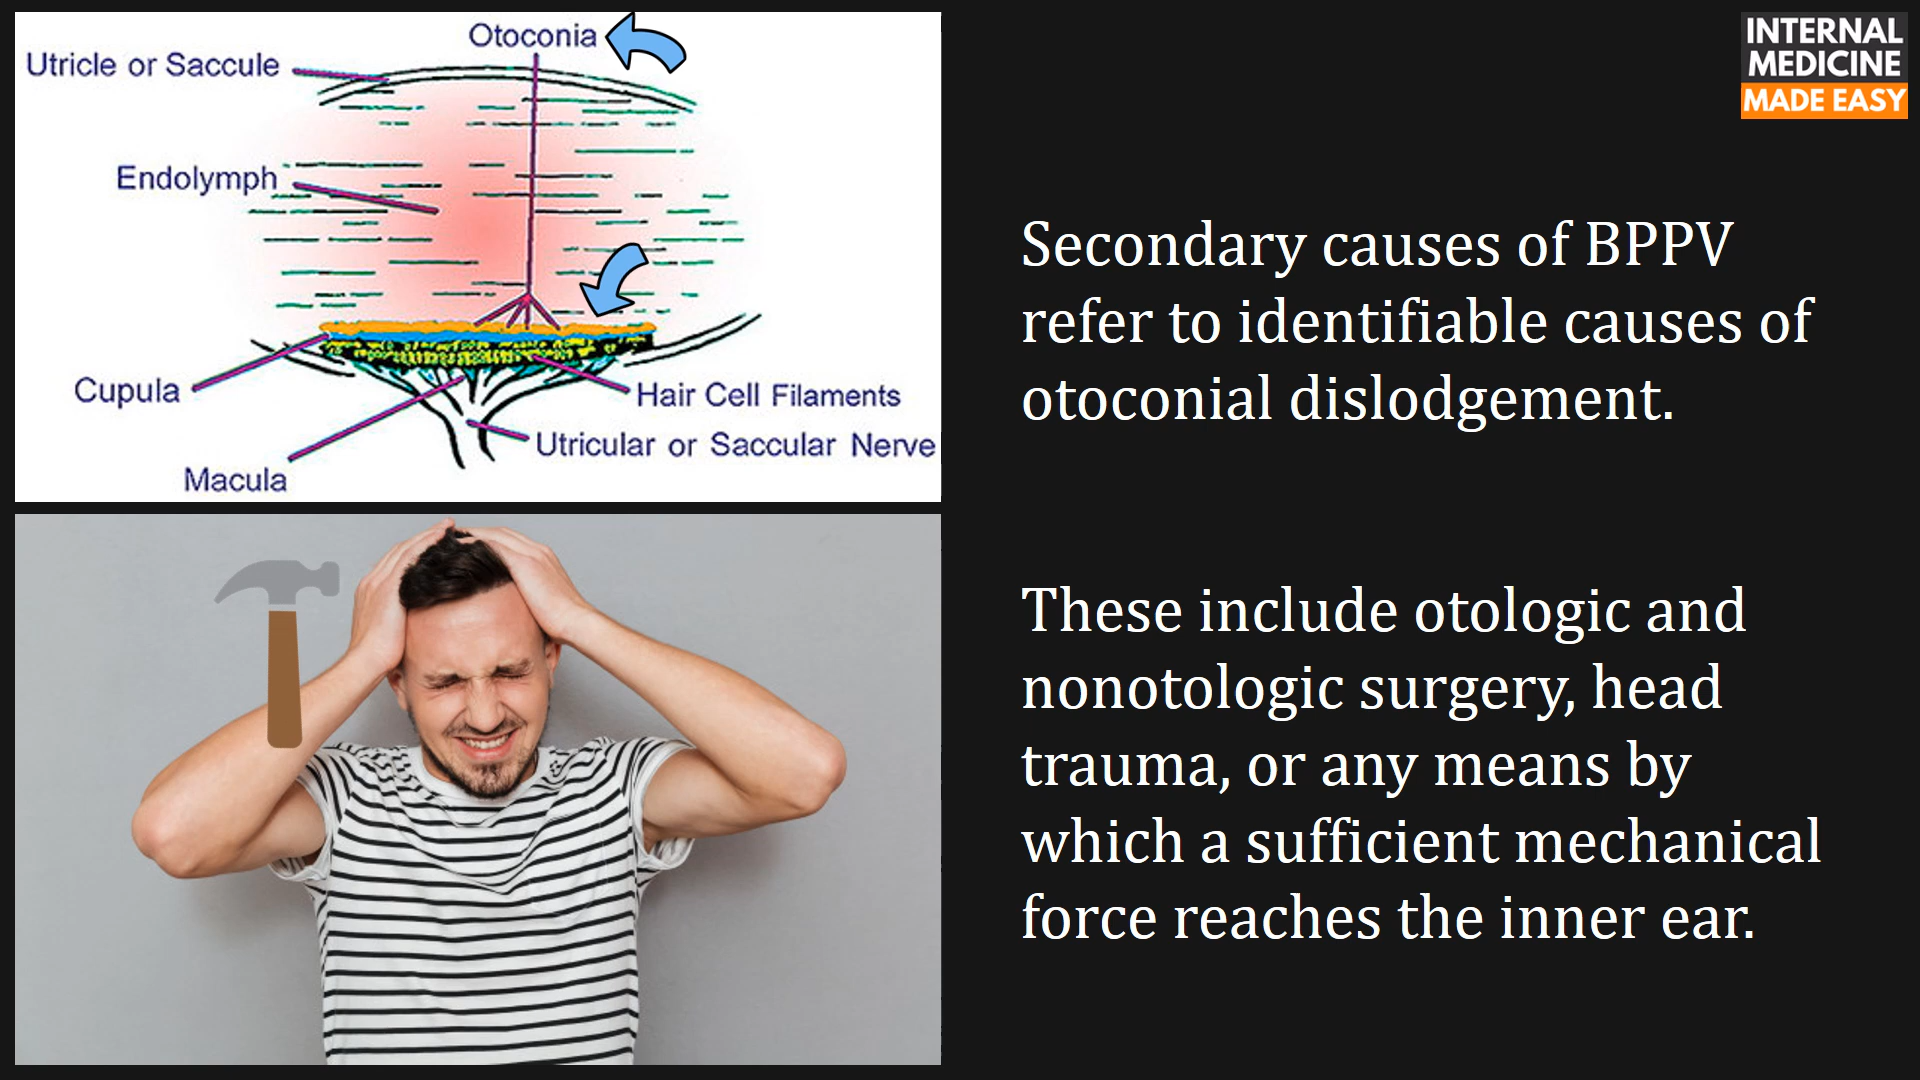 Otoconia
Utricle or Saccule
Endolymph
Cupula
Hair Cell Filaments
Utricular or Saccular Nerve
Macula
INTERNAL
MEDICINE
MADE EASY
Secondary causes of BPPV
refer to identifiable causes of
otoconial dislodgement.
These include otologic and
nonotologic surgery, head
trauma, or any means by
which a sufficient mechanical
force reaches the inner ear.